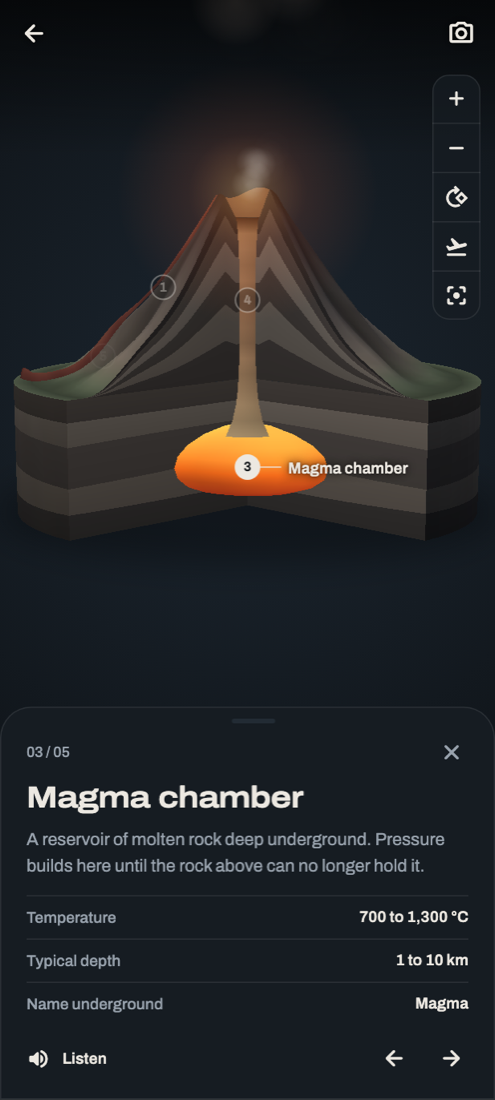 1
4
3
Magma chamber
03 / 05
Magma chamber
A reservoir of molten rock deep underground. Pressure
builds here until the rock above can no longer hold it.
Temperature 700 to 1,300 °C
Typical depth 1 to 10 km
Name underground Magma
Listen